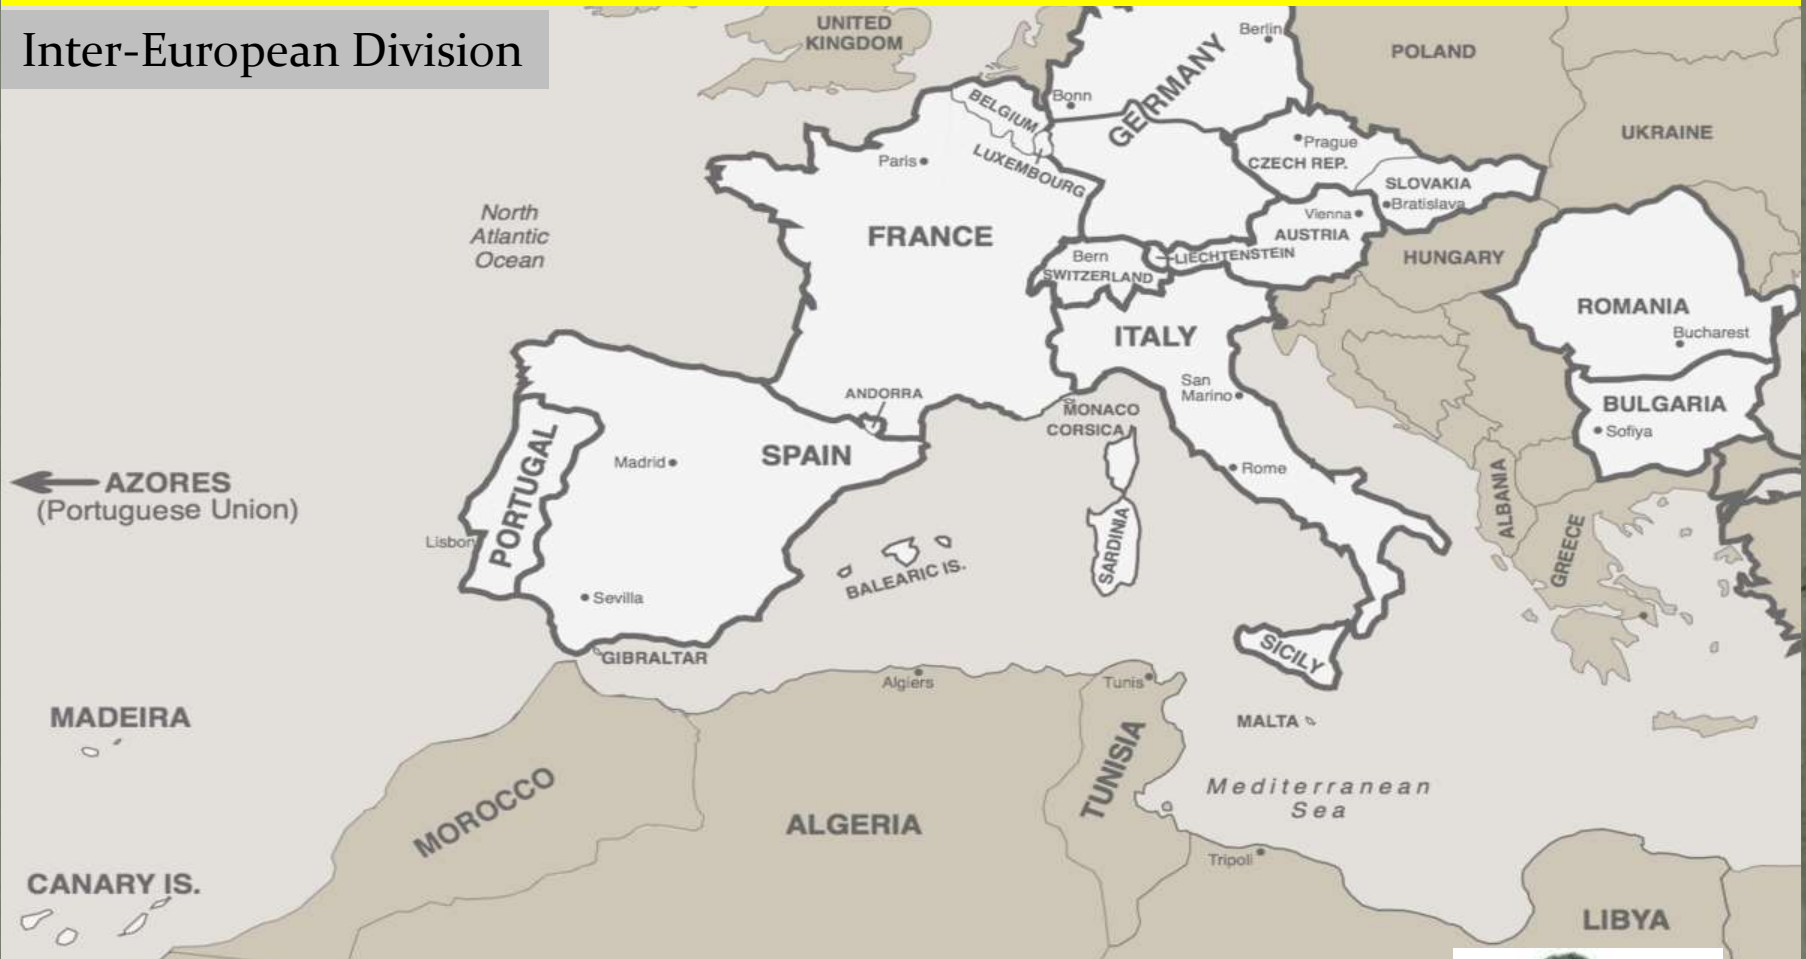 Inter-European Division
UNITED
KINGDOM
Berlin
POLAND
GERMANY
Bonn
BELGIUM
UKRAINE
Prague
CZECH REP.
Paris
LUXEMBOURG
SLOVAKIA
Bratislava
Vienna
AUSTRIA
North
Atlantic
Ocean
FRANCE
Bern
SWITZERLAND
LIECHTENSTEIN
HUNGARY
ROMANIA
Bucharest
ITALY
San
Marino
ANDORRA
MONACO
CORSICA
BULGARIA
Sofiya
PORTUGAL
Madrid
SPAIN
Rome
AZORES
(Portuguese Union)
Lisbon
SARDINIA
ALBANIA
GREECE
BALEARIC IS.
Sevilla
GIBRALTAR
SICILY
Algiers
Tunis
MADEIRA
MALTA
TUNISIA
Mediterranean
Sea
MOROCCO
ALGERIA
Tripoli
CANARY IS.
LIBYA